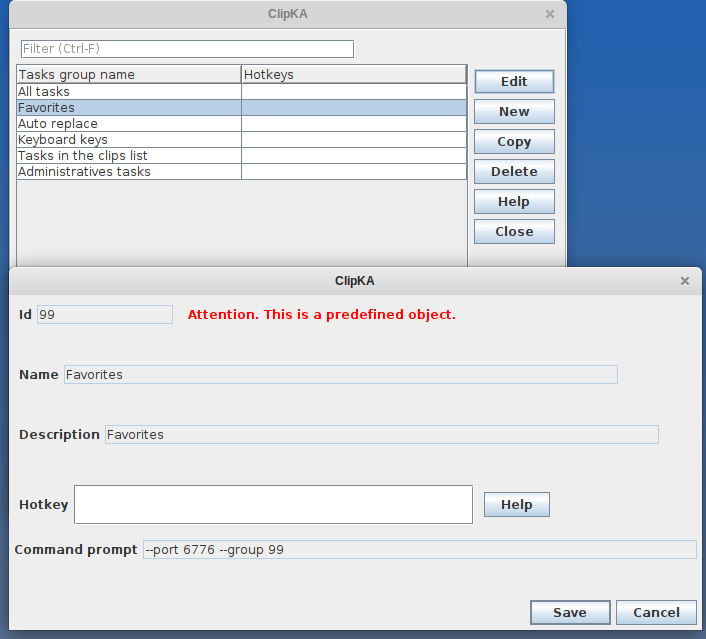 ClipKA
Filter (Ctrl-F)
Tasks group name Hotkeys
All tasks
Favorites
Auto replace
Keyboard keys
Tasks in the clips list
Administratives tasks
Edit
New
Copy
Delete
Help
Close
ClipKA
Id 99 Attention. This is a predefined object.
Name Favorites
Description Favorites
Hotkey Help
Command prompt --port 6776 --group 99
Save Cancel